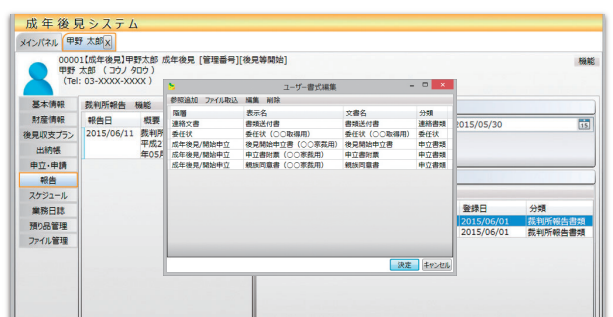 成年後見システム
メインパネル 甲野 太郎 X
00001【成年後見】甲野太郎 成年後見 [管理番号][後見等開始]
甲野 太郎 （ コウノ タロウ ）
（Tel: 03-XXXX-XXXX ）
機能
基本情報
財産情報
後見収支プラン
出納帳
申立・申請
報告
スケジュール
業務日誌
預り品管理
ファイル管理
裁判所報告 機能
報告日 概要
2015/06/11 裁判所
平成2
年05月
ユーザー書式編集
参照追加 ファイル取込 編集 削除
階層 表示名 文書名 分類
連絡文書 書類送付書 書類送付書 連絡書類
委任状 委任状（○○取得用） 委任状（○○取得用） 委任状
成年後見/開始申立 後見開始申立書（○○家裁用） 後見開始申立書 申立書類
成年後見/開始申立 申立書附票（○○家裁用） 申立書附票 申立書類
成年後見/開始申立 親族同意書（○○家裁用） 親族同意書 申立書類
決定 キャンセル
2015/05/30 15
登録日 分類
2015/06/01 裁判所報告書類
2015/06/01 裁判所報告書類